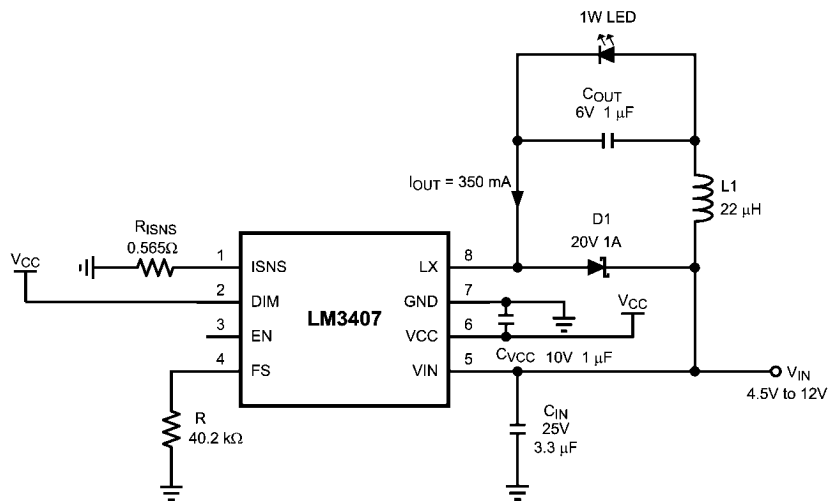 1W LED
COUT
6V 1 μF
IOUT = 350 mA
L1
22 μH
D1
20V 1A
RISNS
0.565Ω
VCC
1 ISNS
2 DIM
3 EN
4 FS
LM3407
LX 8
GND 7
VCC 6
VIN 5
VCC
CVCC 10V 1 μF
VIN
4.5V to 12V
CIN
25V
3.3 μF
R
40.2 kΩ